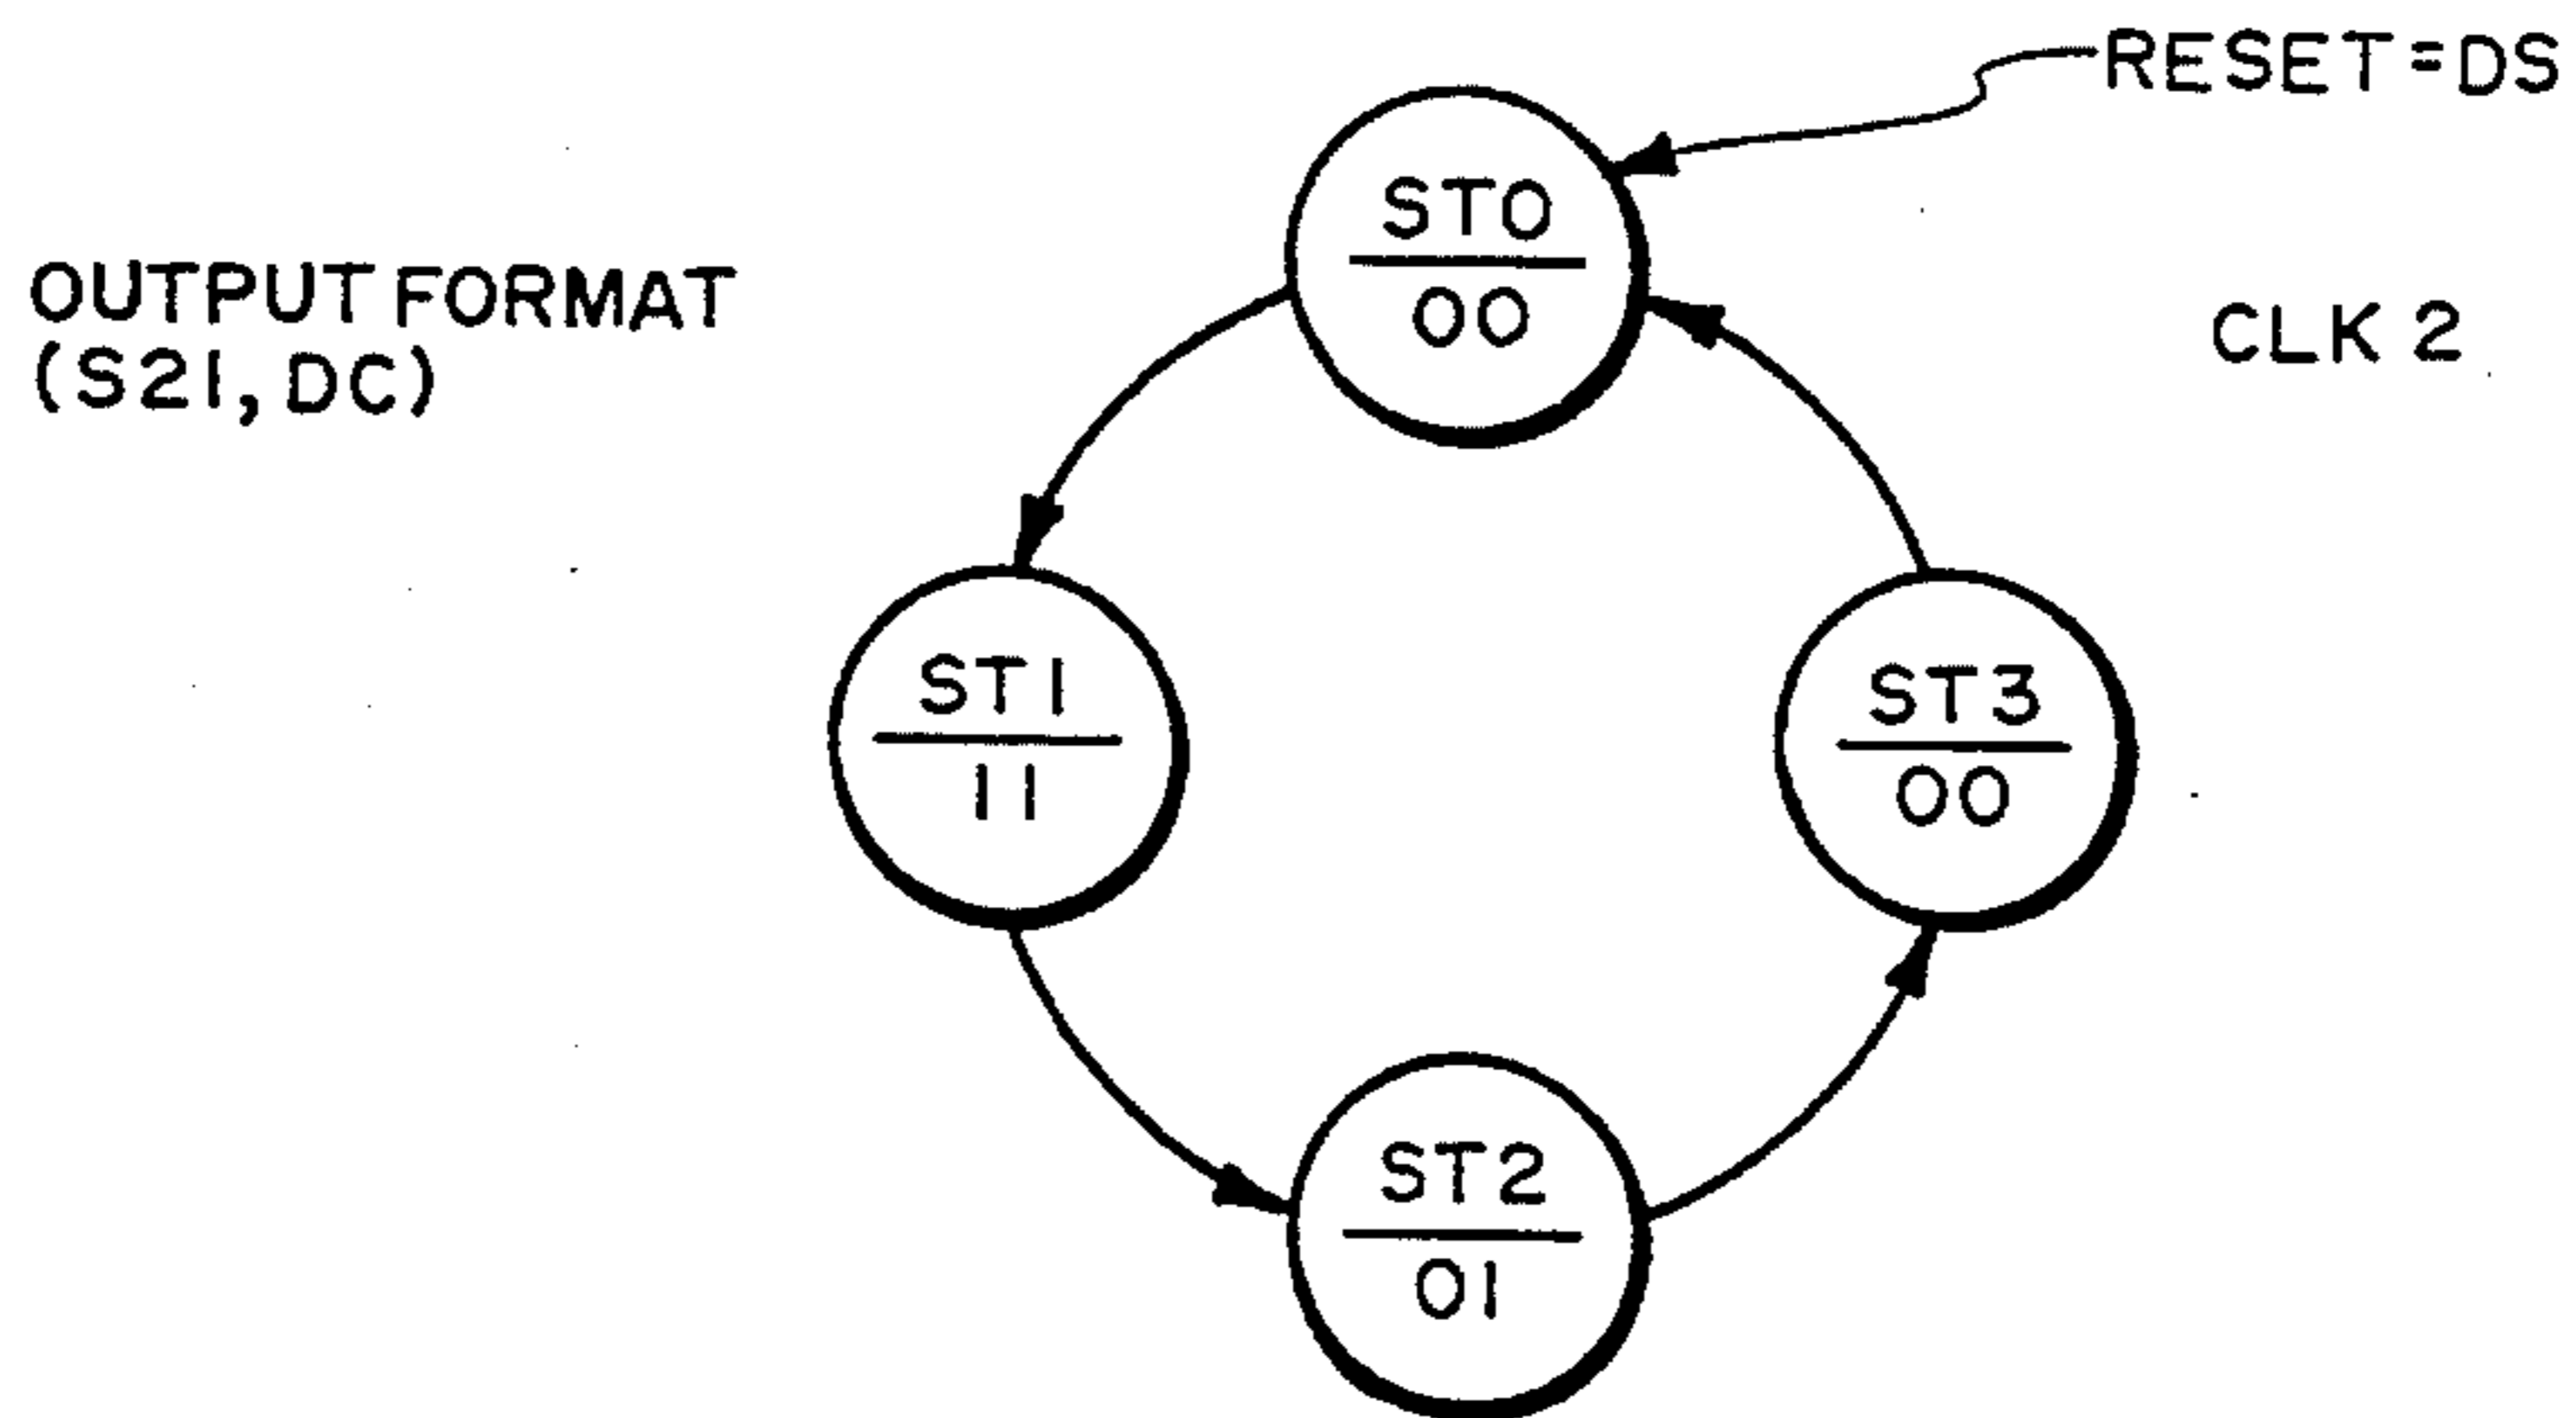 RESET=DS
ST0
00
OUTPUT FORMAT
(S21, DC)
CLK 2
ST1
11
ST3
00
ST2
01